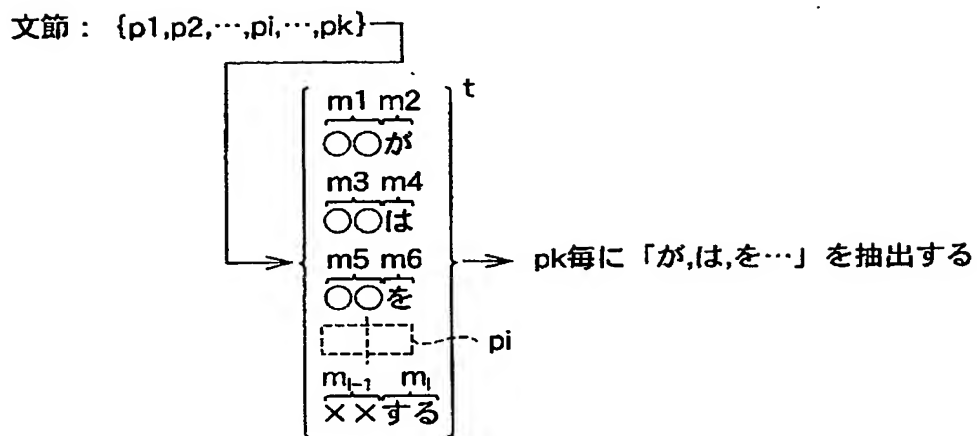 文節： {p1,p2,…,pi,…,pk}
t
m1 m2
○○が
m3 m4
○○は
m5 m6
○○を
pk毎に「が,は,を…」を抽出する
pi
ml-1 ml
××する